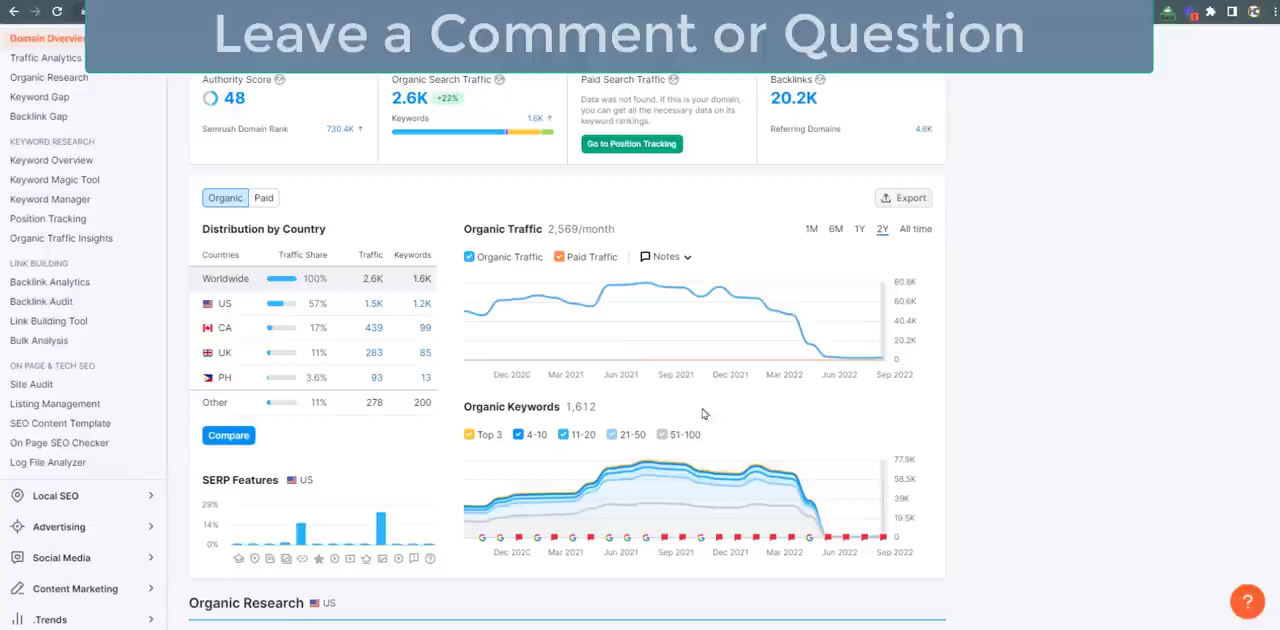 Leave a Comment or Question
Domain Overview
Traffic Analytics
Organic Research
Keyword Gap
Backlink Gap
KEYWORD RESEARCH
Keyword Overview
Keyword Magic Tool
Keyword Manager
Position Tracking
Organic Traffic Insights
LINK BUILDING
Backlink Analytics
Backlink Audit
Link Building Tool
Bulk Analysis
ON PAGE & TECH SEO
Site Audit
Listing Management
SEO Content Template
On Page SEO Checker
Log File Analyzer
Local SEO
Advertising
Social Media
Content Marketing
.Trends
Authority Score
48
Semrush Domain Rank 730.4K ↑
Organic Search Traffic
2.6K +22%
Keywords 1.6K ↑
Paid Search Traffic
Data was not found. If this is your domain,
you can get all the necessary data on its
keyword rankings.
Go to Position Tracking
Backlinks
20.2K
Referring Domains 4.6K
Organic Paid
Export
Distribution by Country
Countries Traffic Share Traffic Keywords
Worldwide 100% 2.6K 1.6K
US 57% 1.5K 1.2K
CA 17% 439 99
UK 11% 283 85
PH 3.6% 93 13
Other 11% 278 200
Compare
SERP Features US
29%
14%
0%
Organic Traffic 2,569/month
1M 6M 1Y 2Y All time
Organic Traffic Paid Traffic Notes
80.8K
60.6K
40.4K
20.2K
0
Dec 2020 Mar 2021 Jun 2021 Sep 2021 Dec 2021 Mar 2022 Jun 2022 Sep 2022
Organic Keywords 1,612
Top 3 4-10 11-20 21-50 51-100
77.9K
58.5K
39K
19.5K
0
Dec 2020 Mar 2021 Jun 2021 Sep 2021 Dec 2021 Mar 2022 Jun 2022 Sep 2022
Organic Research US
?